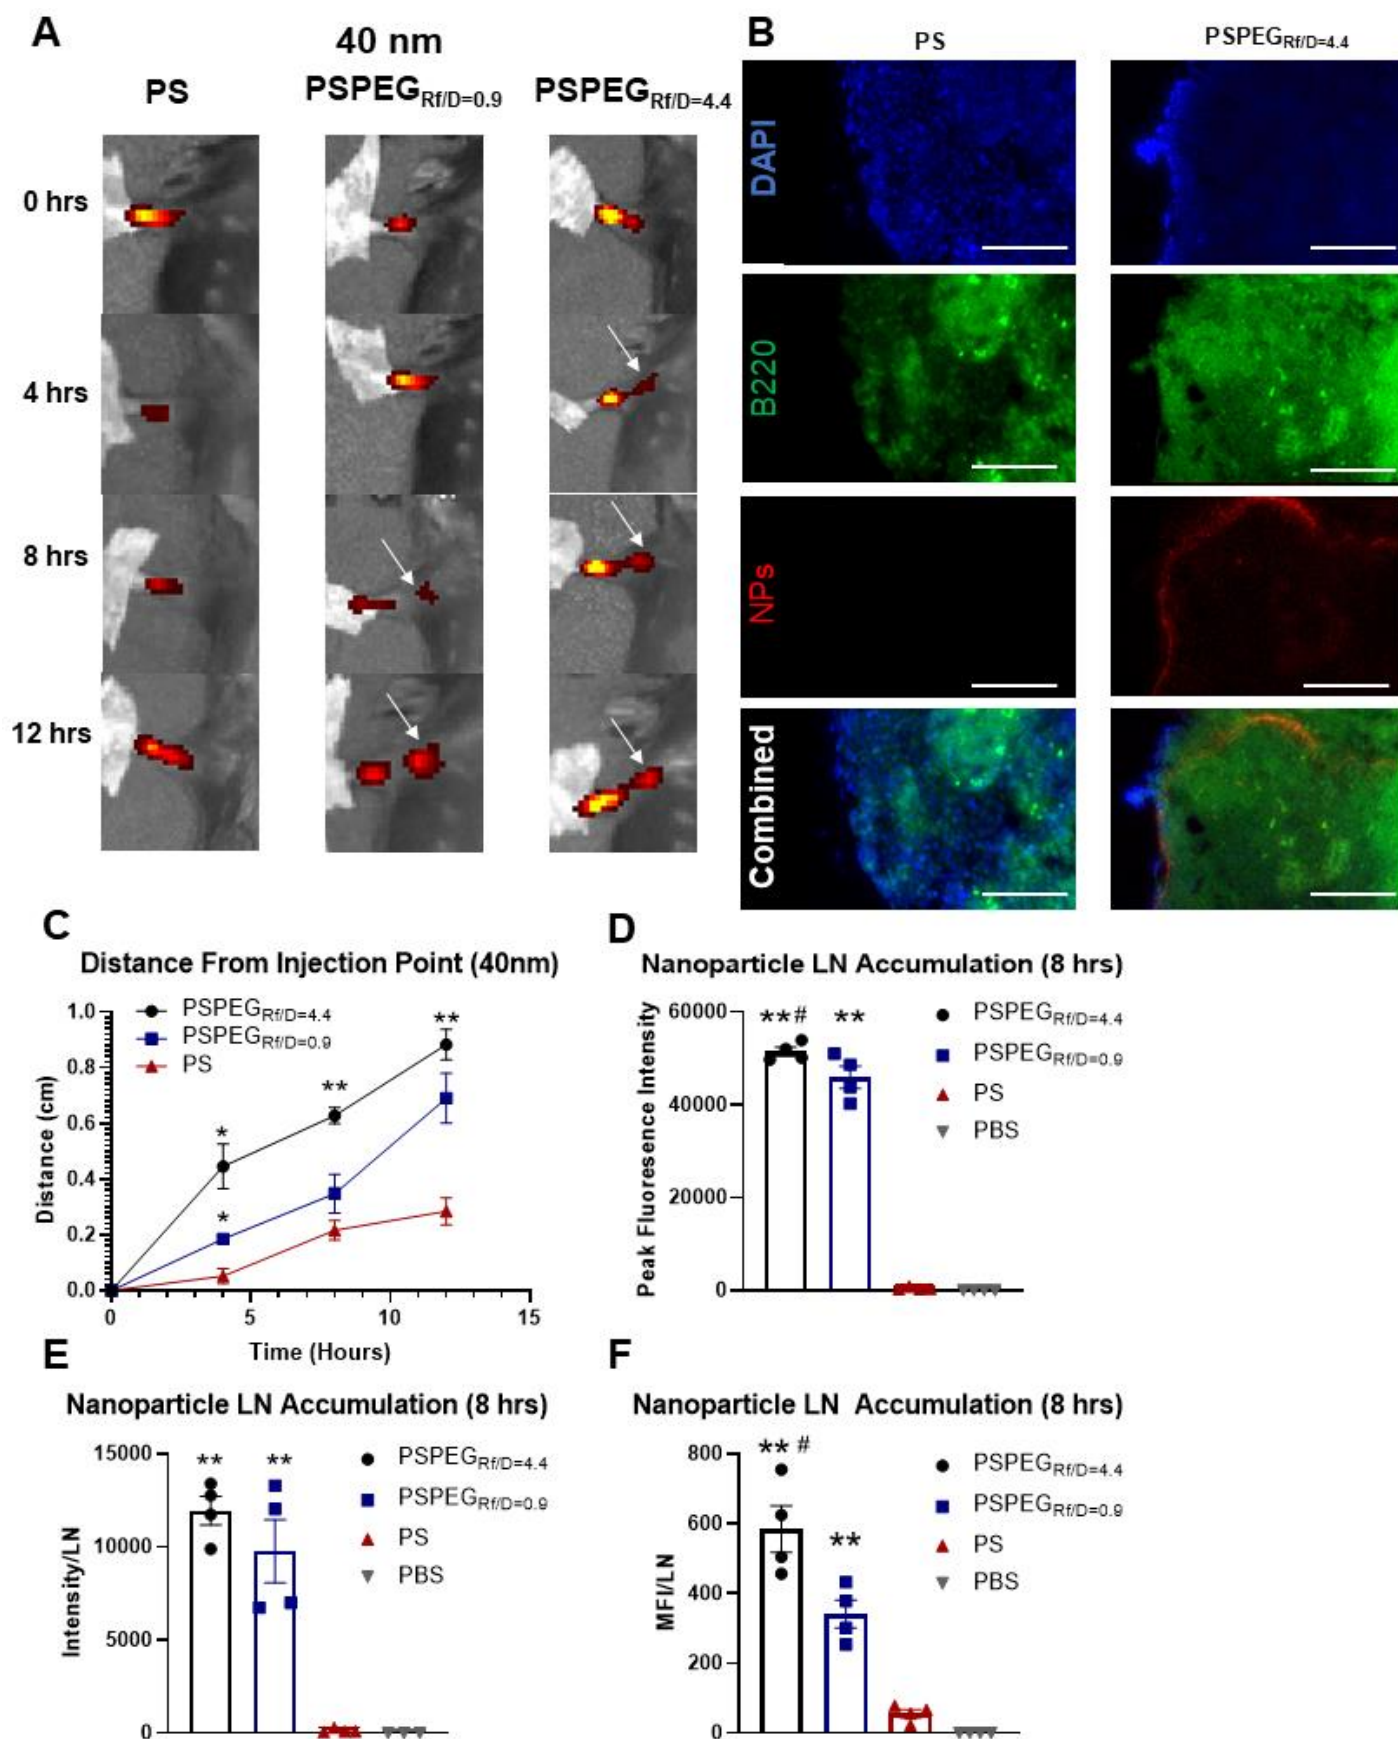 A
40 nm
PS
PSPEGRf/D=0.9
PSPEGRf/D=4.4
0 hrs
4 hrs
8 hrs
12 hrs
B
PS
PSPEGRf/D=4.4
DAPI
B220
NPs
Combined
C
Distance From Injection Point (40nm)
PSPEGRf/D=4.4
PSPEGRf/D=0.9
PS
Distance (cm)
1.0
0.8
0.6
0.4
0.2
0.0
*
*
**
**
0 5 10 15
Time (Hours)
D
Nanoparticle LN Accumulation (8 hrs)
Peak Fluoresence Intensity
60000
40000
20000
0
**# **
PSPEGRf/D=4.4
PSPEGRf/D=0.9
PS
PBS
E
Nanoparticle LN Accumulation (8 hrs)
Intensity/LN
15000
10000
5000
0
** **
PSPEGRf/D=4.4
PSPEGRf/D=0.9
PS
PBS
F
Nanoparticle LN Accumulation (8 hrs)
MFI/LN
800
600
400
200
0
** #
**
PSPEGRf/D=4.4
PSPEGRf/D=0.9
PS
PBS